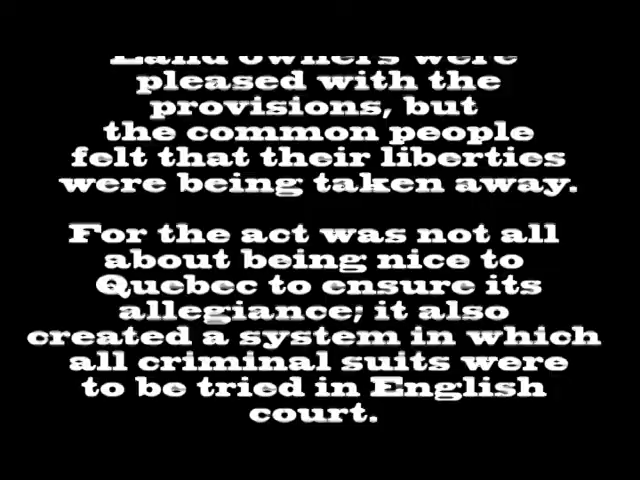 Land owners were
pleased with the
provisions, but
the common people
felt that their liberties
were being taken away.
For the act was not all
about being nice to
Quebec to ensure its
allegiance; it also
created a system in which
all criminal suits were
to be tried in English
court.